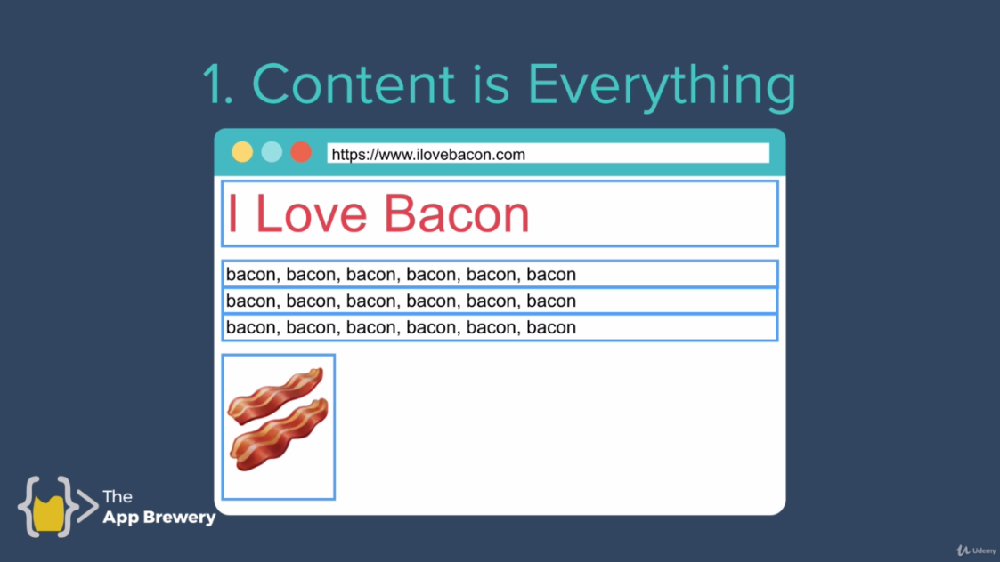 1. Content is Everything
https://www.ilovebacon.com
I Love Bacon
bacon, bacon, bacon, bacon, bacon, bacon
bacon, bacon, bacon, bacon, bacon, bacon
bacon, bacon, bacon, bacon, bacon, bacon
The
App Brewery
Udemy